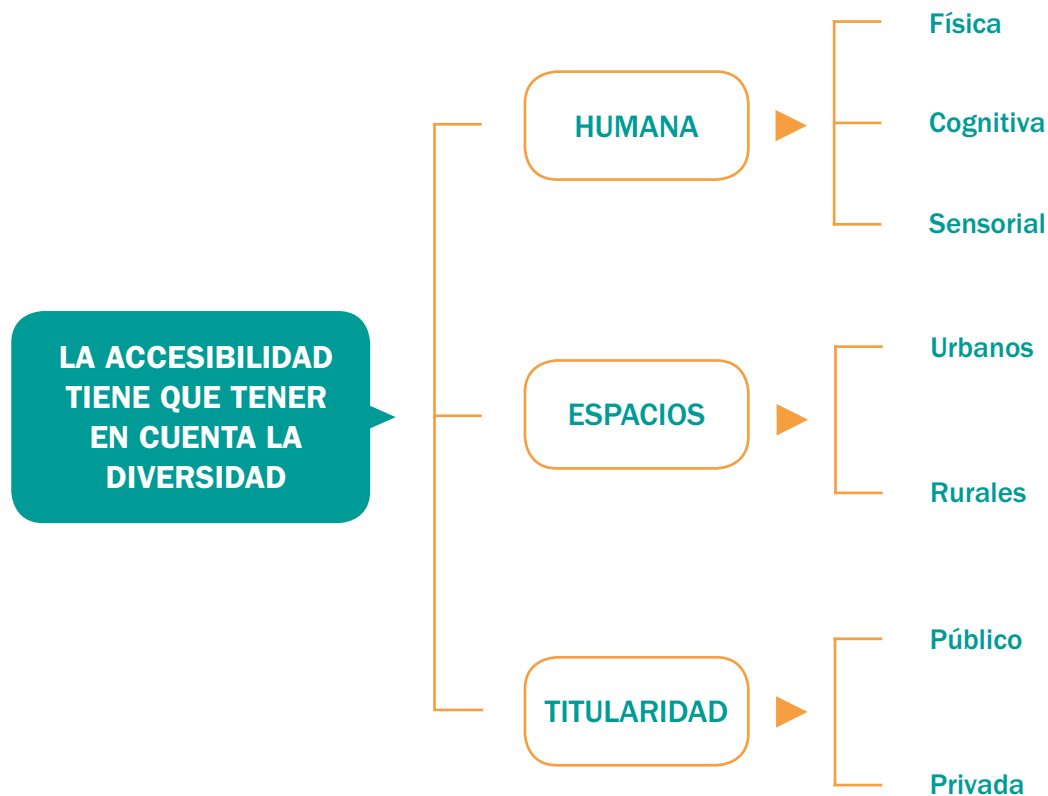 LA ACCESIBILIDAD
TIENE QUE TENER
EN CUENTA LA
DIVERSIDAD
HUMANA
Física
Cognitiva
Sensorial
ESPACIOS
Urbanos
Rurales
TITULARIDAD
Público
Privada